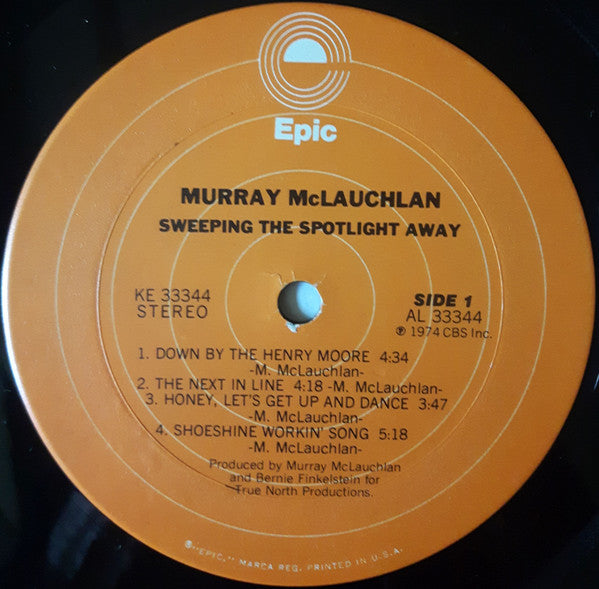 Epic
MURRAY McLAUCHLAN
SWEEPING THE SPOTLIGHT AWAY
KE 33344
STEREO
SIDE 1
AL 33344
℗ 1974 CBS Inc.
1. DOWN BY THE HENRY MOORE 4:34
-M. McLauchlan-
2. THE NEXT IN LINE 4:18 -M. McLauchlan-
3. HONEY, LET'S GET UP AND DANCE 3:47
-M. McLauchlan-
4. SHOESHINE WORKIN' SONG 5:18
-M. McLauchlan-
Produced by Murray McLauchlan
and Bernie Finkelstein for
True North Productions.
® "EPIC," MARCA REG. PRINTED IN U.S.A.